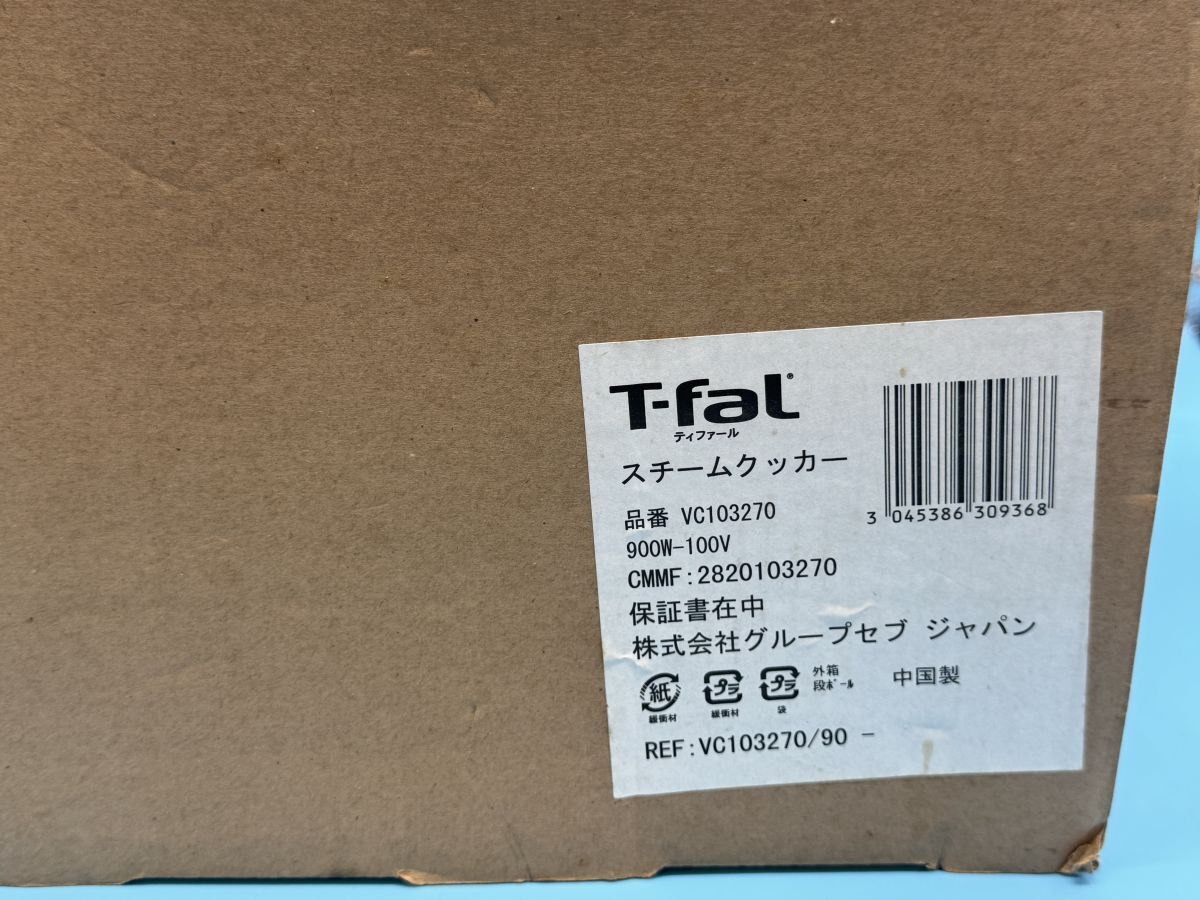 T-fal®
ティファール
スチームクッカー
品番 VC103270
900W-100V
CMMF:2820103270
保証書在中
株式会社グループセブ ジャパン
3 045386 309368
紙
緩衝材
プラ
緩衝材
プラ
袋
外箱
段ボール
中国製
REF:VC103270/90 -